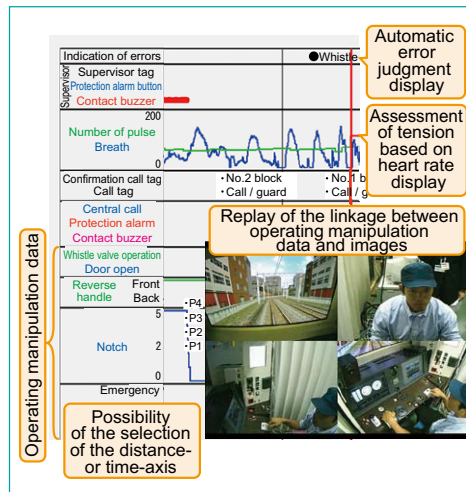 Indication of errors
●Whistle
Automatic
error
judgment
display
Supervisor
Supervisor tag
Protection alarm button
Contact buzzer
200
Number of pulse
Breath
0
Assessment
of tension
based on
heart rate
display
Confirmation call tag
Call tag
・No.2 block
・Call / guard
・No.1 b
・Call / g
Central call
Protection alarm
Contact buzzer
Replay of the linkage between
operating manipulation
data and images
Operating manipulation data
Whistle valve operation
Door open
Reverse
handle
Front
Back
Notch
5
2
0
・P4
・P3
・P2
・P1
Emergency
Possibility
of the selection
of the distance-
or time-axis